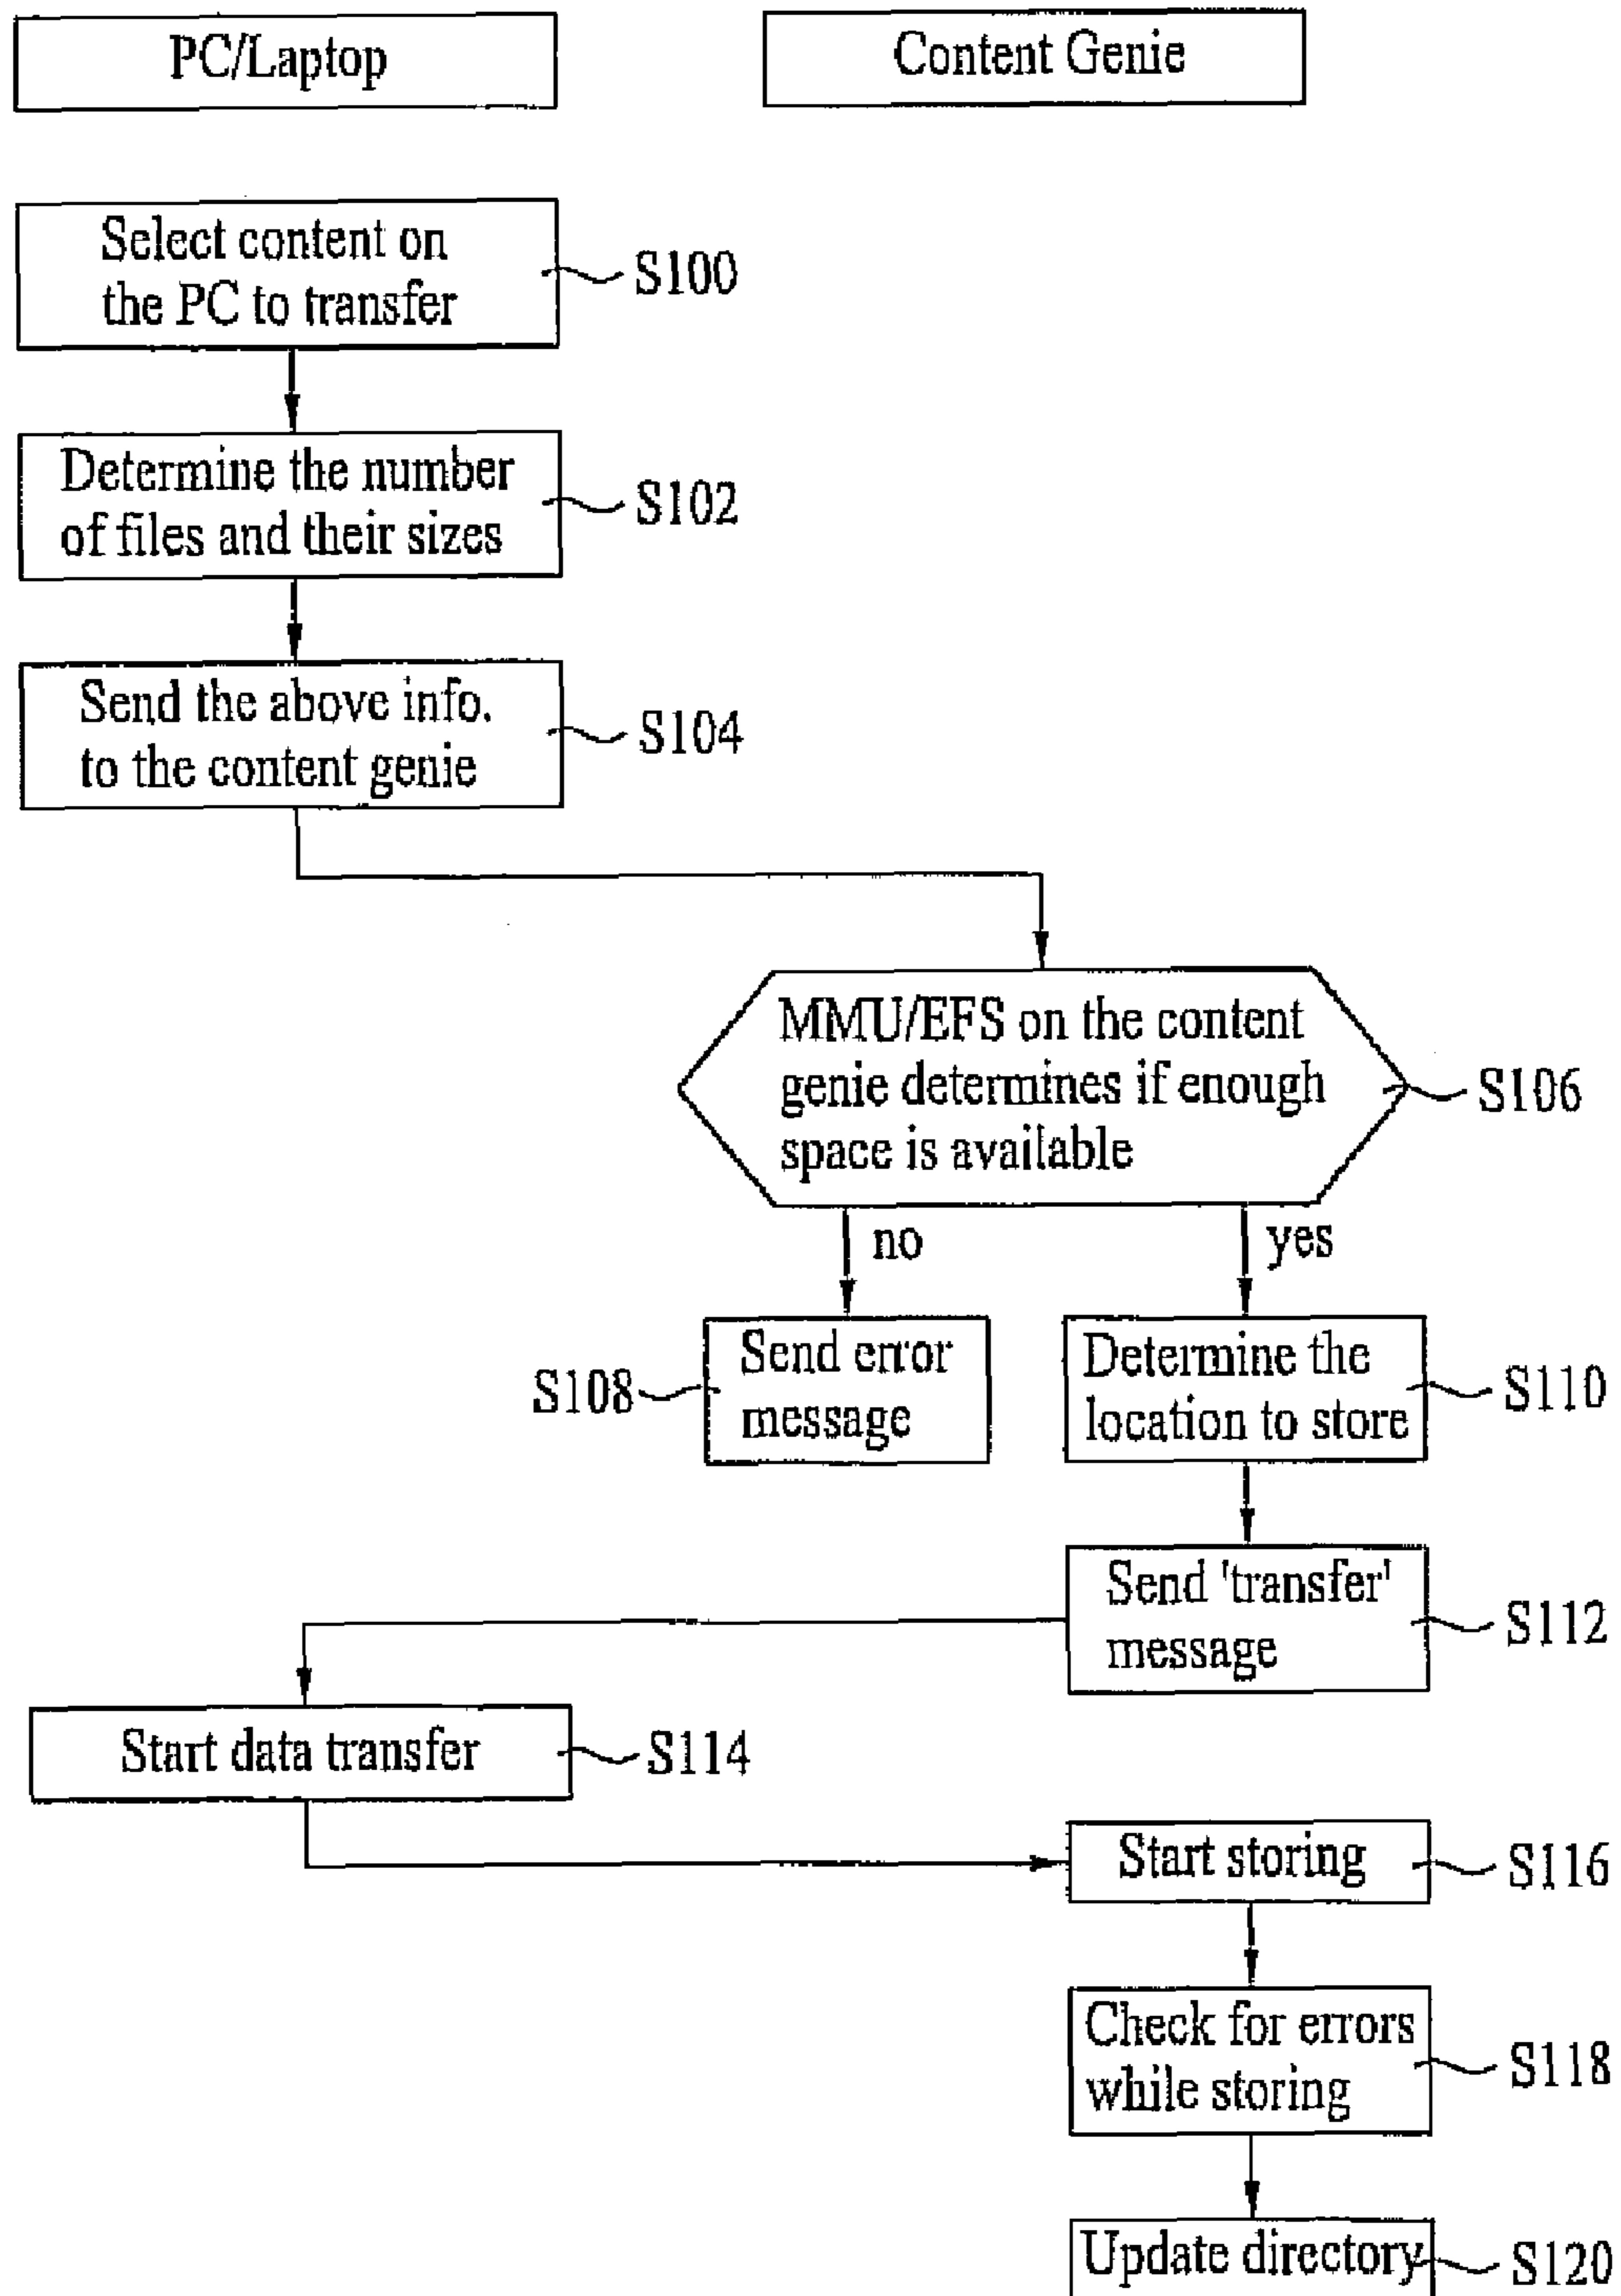 PC/Laptop
Content Genie
Select content on
the PC to transfer
S100
Determine the number
of files and their sizes
S102
Send the above info.
to the content genie
S104
MMU/EFS on the content
genie determines if enough
space is available
S106
no
yes
S108
Send error
message
Determine the
location to store
S110
Send 'transfer'
message
S112
Start data transfer
S114
Start storing
S116
Check for errors
while storing
S118
Update directory
S120